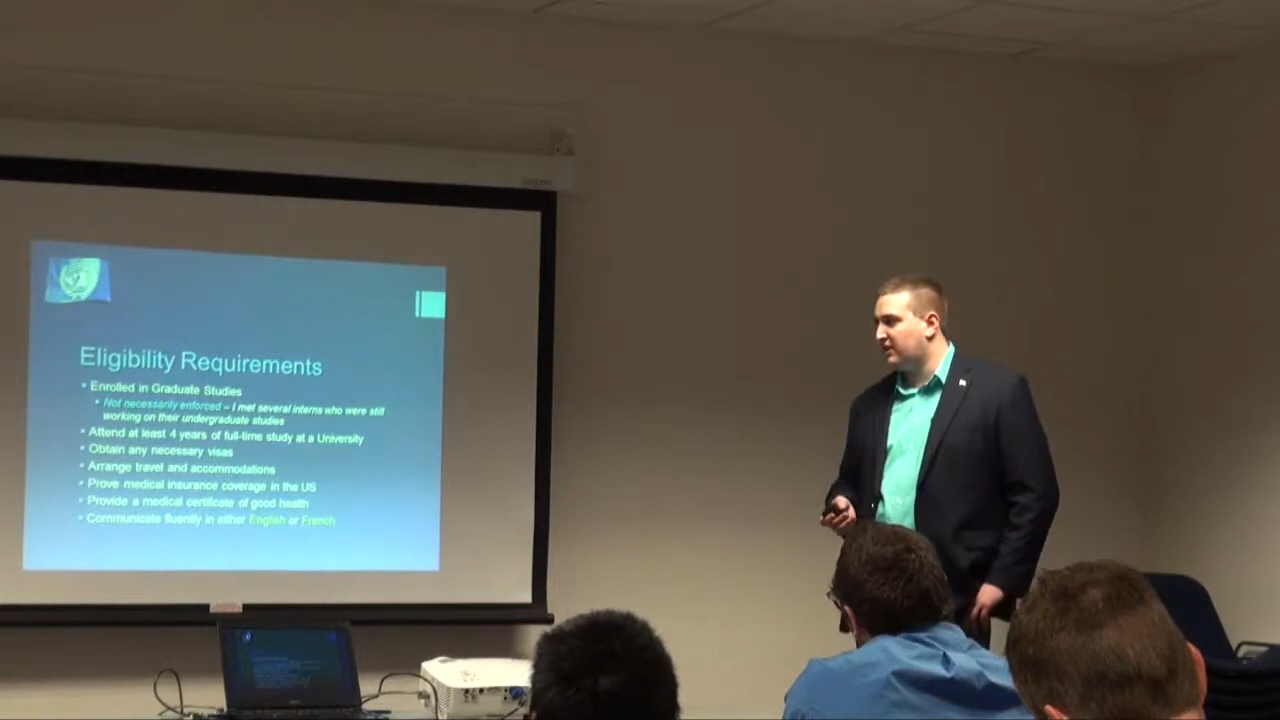 Eligibility Requirements
Enrolled in Graduate Studies
Not necessarily enforced – I met several interns who were still
working on their undergraduate studies
Attend at least 4 years of full-time study at a University
Obtain any necessary visas
Arrange travel and accommodations
Prove medical insurance coverage in the US
Provide a medical certificate of good health
Communicate fluently in either English or French